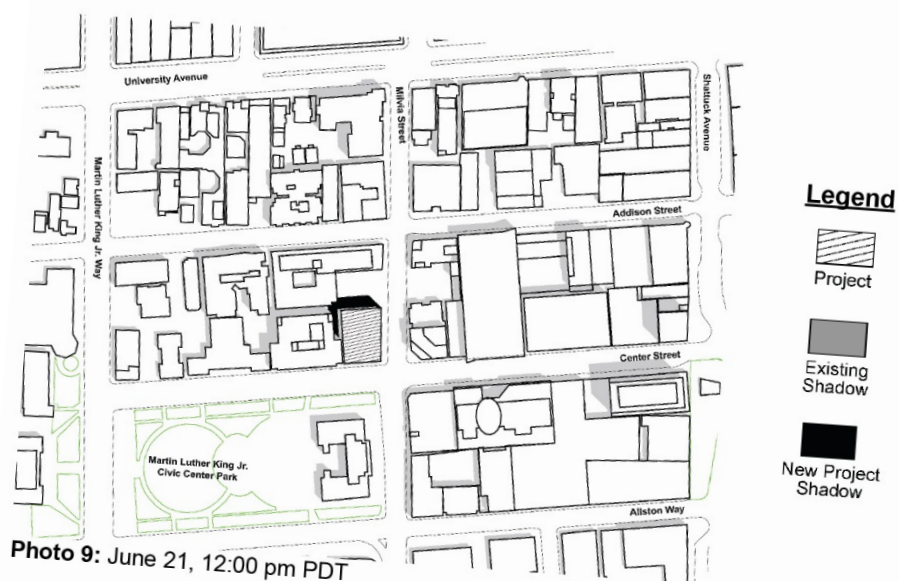 University Avenue
Milvia Street
Shattuck Avenue
Martin Luther King Jr. Way
Addison Street
Center Street
Martin Luther King Jr.
Civic Center Park
Allston Way
Legend
Project
Existing
Shadow
New Project
Shadow
Photo 9: June 21, 12:00 pm PDT